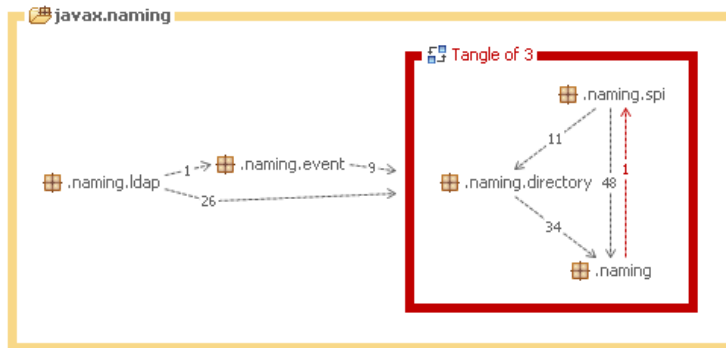 javax.naming
Tangle of 3
.naming.spi
11
.naming.event
1
9
.naming.ldap
.naming.directory
48
1
26
34
.naming